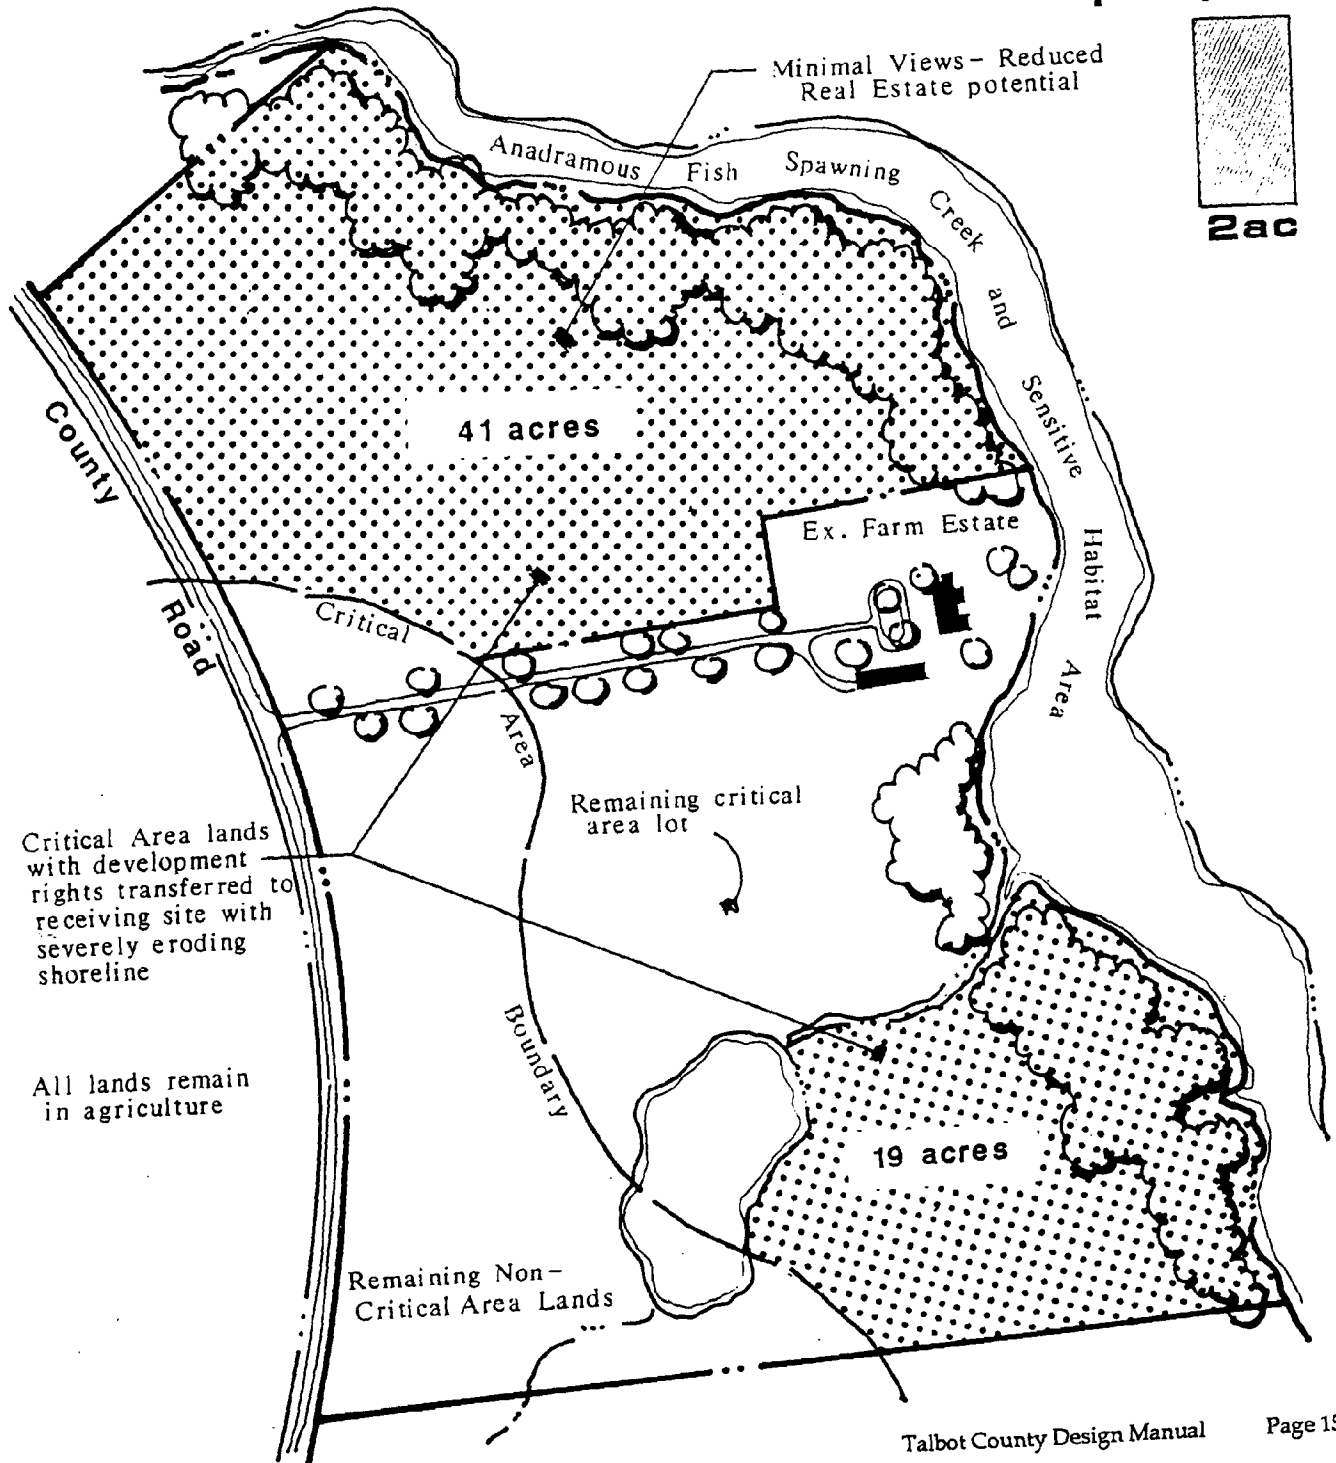 Minimal Views- Reduced
Real Estate potential
2ac
Anadramous Fish Spawning Creek and Sensitive Habitat Area
41 acres
County Road
Ex. Farm Estate
Critical Area Boundary
Remaining critical
area lot
Critical Area lands
with development
rights transferred to
receiving site with
severely eroding
shoreline
All lands remain
in agriculture
19 acres
Remaining Non-
Critical Area Lands
Talbot County Design Manual Page 15